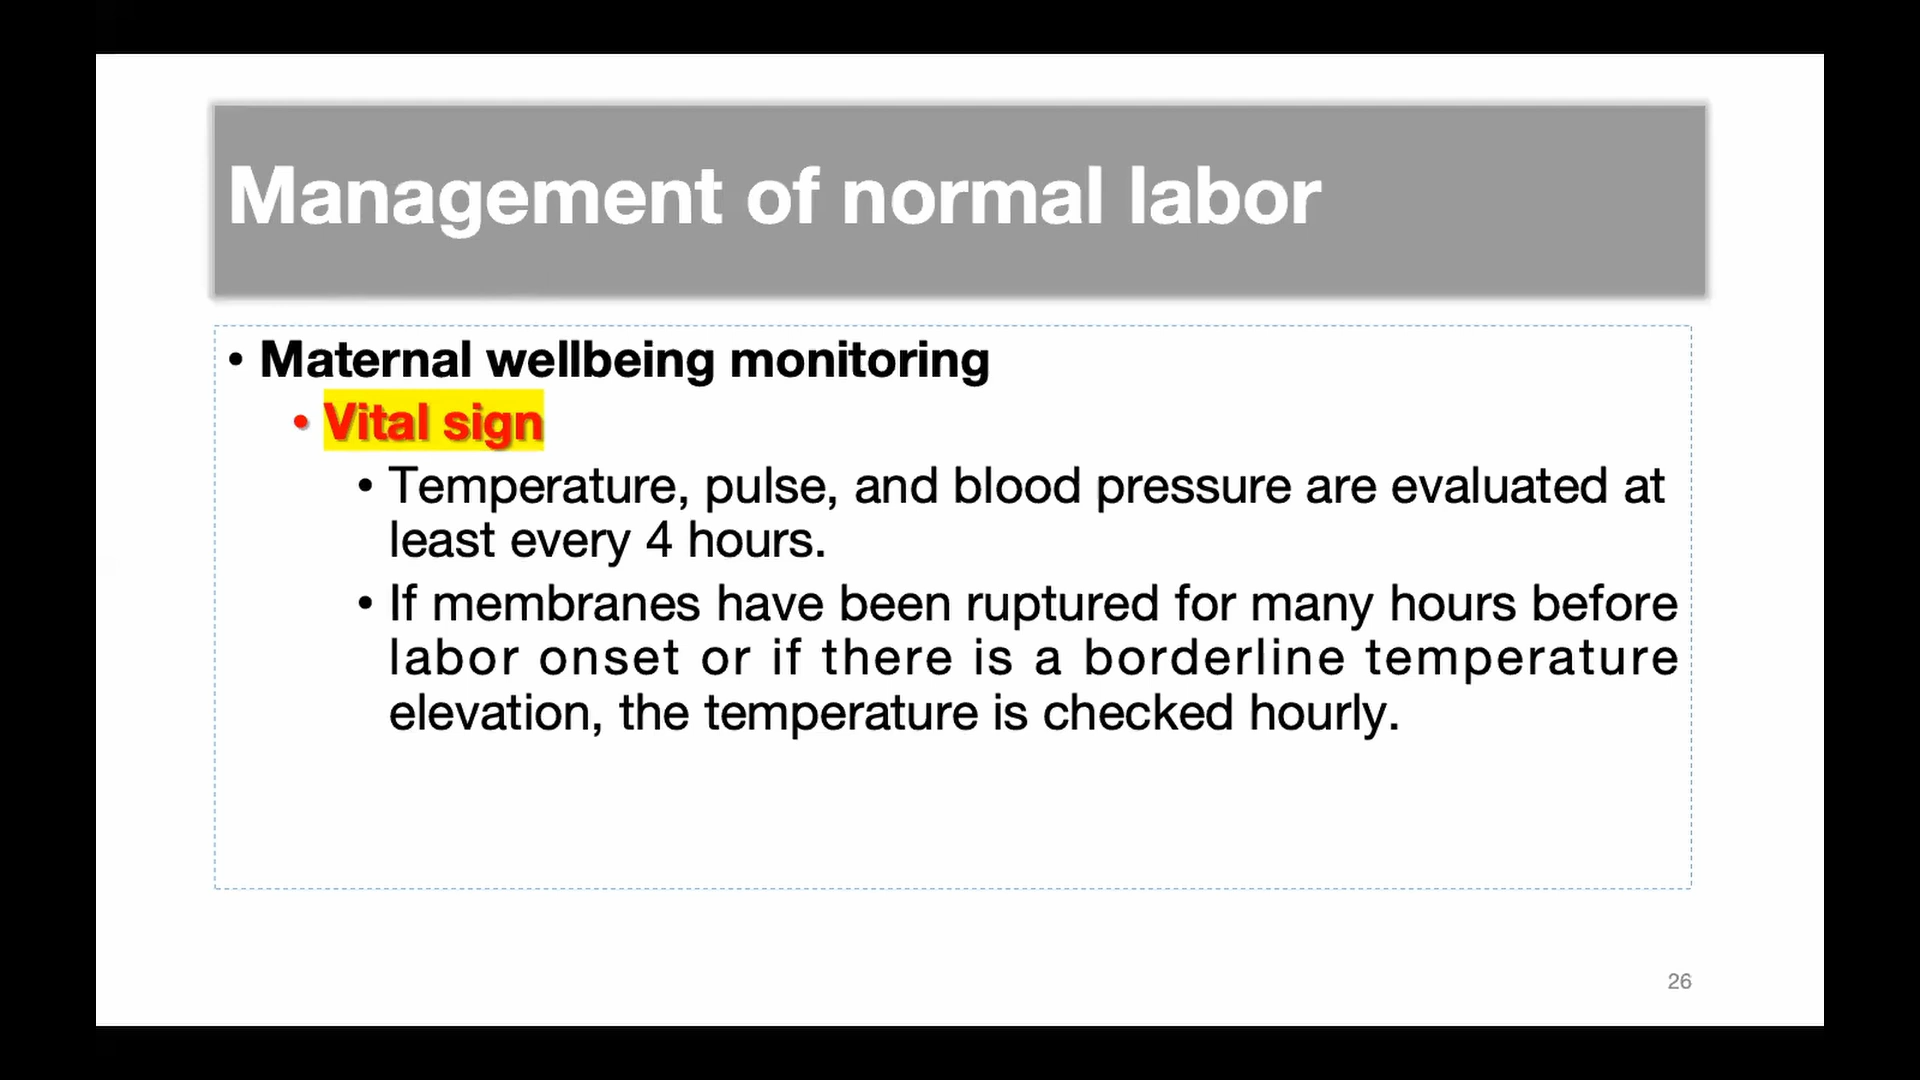 Management of normal labor
• Maternal wellbeing monitoring
• Vital sign
• Temperature, pulse, and blood pressure are evaluated at
least every 4 hours.
• If membranes have been ruptured for many hours before
labor onset or if there is a borderline temperature
elevation, the temperature is checked hourly.
26